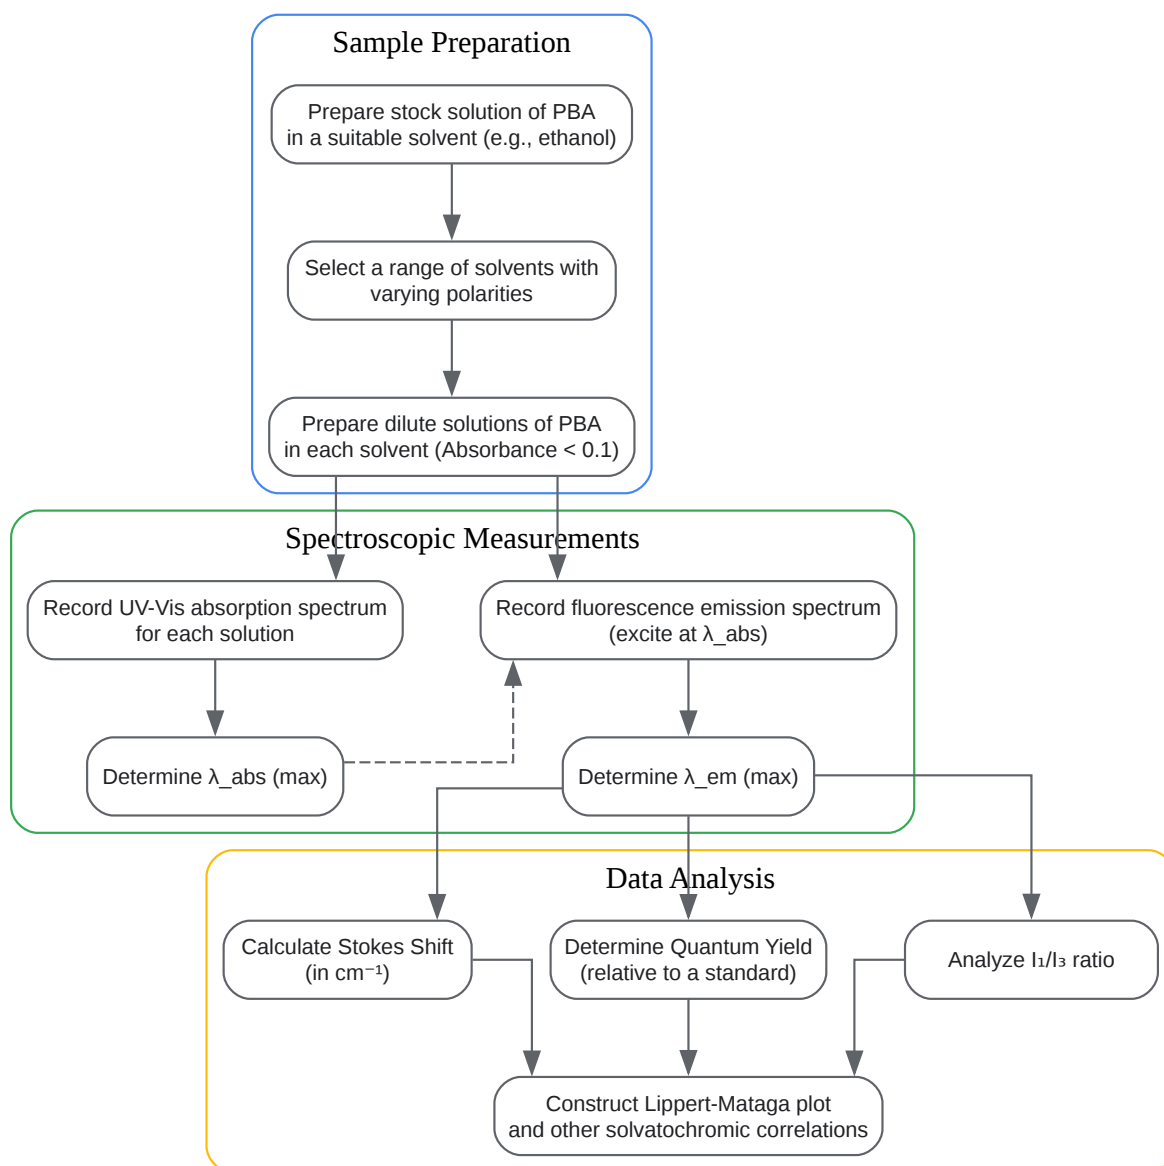 Sample Preparation
Prepare stock solution of PBA
in a suitable solvent (e.g., ethanol)
Select a range of solvents with
varying polarities
Prepare dilute solutions of PBA
in each solvent (Absorbance < 0.1)
Spectroscopic Measurements
Record UV-Vis absorption spectrum
for each solution
Record fluorescence emission spectrum
(excite at λ_abs)
Determine λ_abs (max)
Determine λ_em (max)
Data Analysis
Calculate Stokes Shift
(in cm⁻¹)
Determine Quantum Yield
(relative to a standard)
Analyze I₁/I₃ ratio
Construct Lippert-Mataga plot
and other solvatochromic correlations